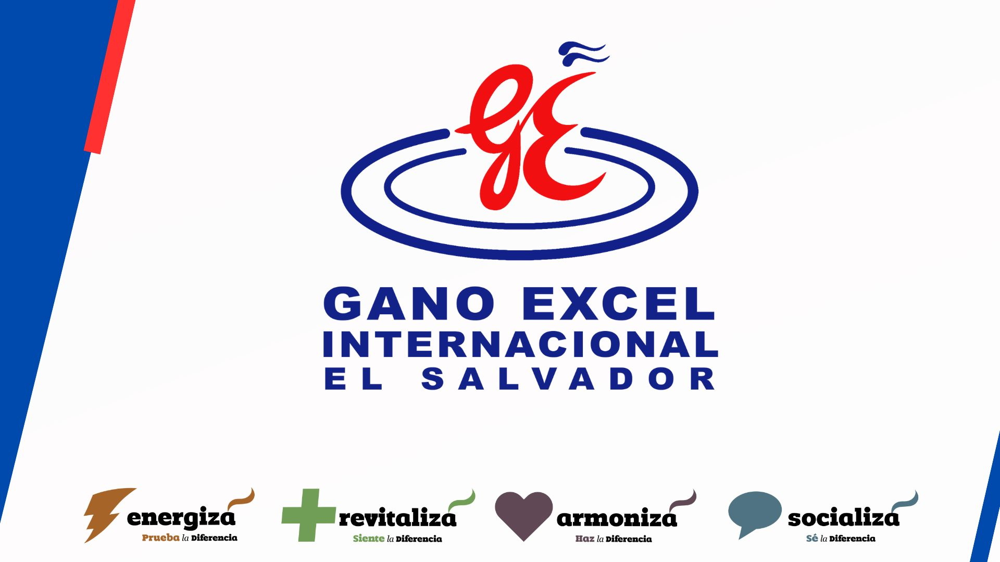 GE
GANO EXCEL
INTERNACIONAL
EL SALVADOR
energiza
Prueba la Diferencia
revitaliza
Siente la Diferencia
armoniza
Haz la Diferencia
socializa
Sé la Diferencia